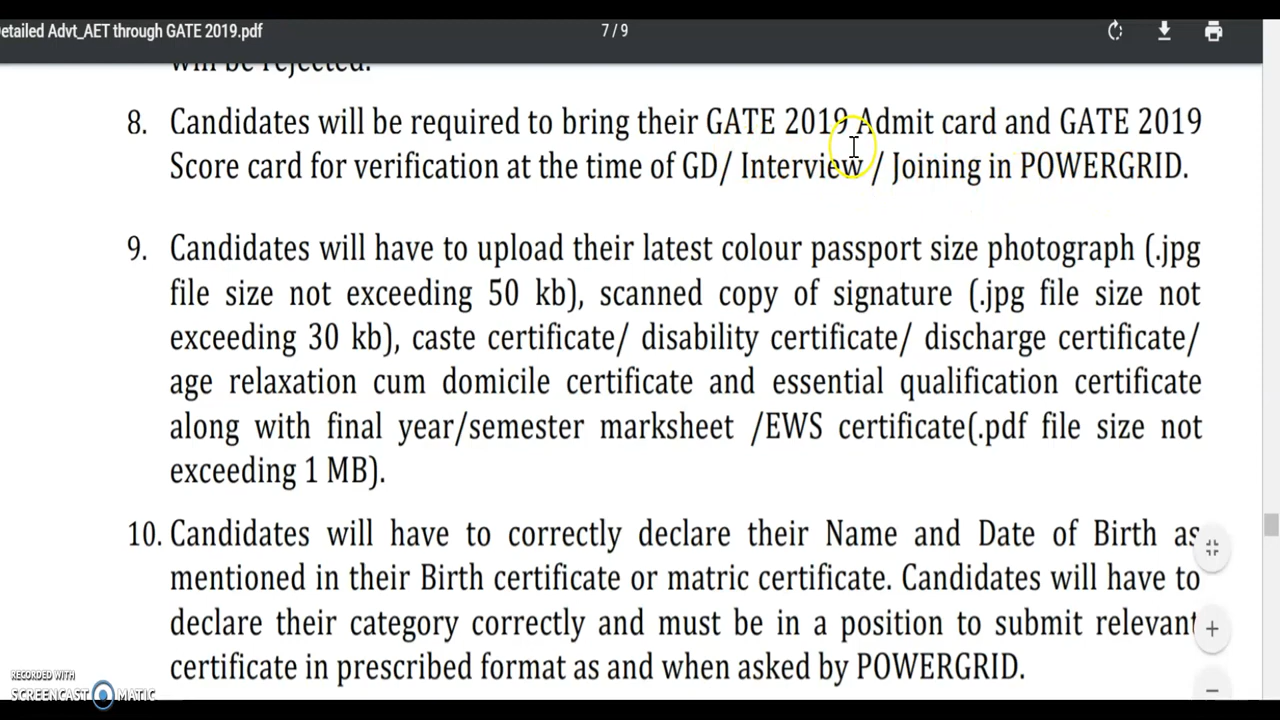 etailed Advt_AET through GATE 2019.pdf
7 / 9
will be rejected.
8. Candidates will be required to bring their GATE 2019 Admit card and GATE 2019
Score card for verification at the time of GD/ Interview / Joining in POWERGRID.
9. Candidates will have to upload their latest colour passport size photograph (.jpg
file size not exceeding 50 kb), scanned copy of signature (.jpg file size not
exceeding 30 kb), caste certificate/ disability certificate/ discharge certificate/
age relaxation cum domicile certificate and essential qualification certificate
along with final year/semester marksheet /EWS certificate(.pdf file size not
exceeding 1 MB).
10. Candidates will have to correctly declare their Name and Date of Birth as
mentioned in their Birth certificate or matric certificate. Candidates will have to
declare their category correctly and must be in a position to submit relevant
certificate in prescribed format as and when asked by POWERGRID.
RECORDED WITH
SCREENCAST MATIC